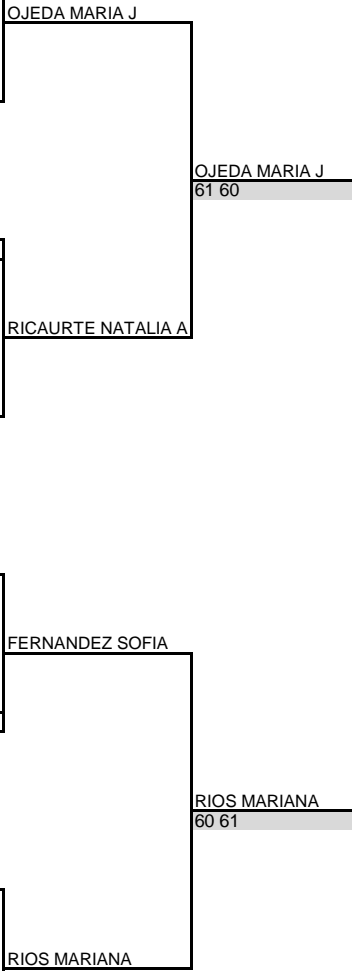 OJEDA MARIA J
OJEDA MARIA J
61 60
RICAURTE NATALIA A
FERNANDEZ SOFIA
RIOS MARIANA
60 61
RIOS MARIANA